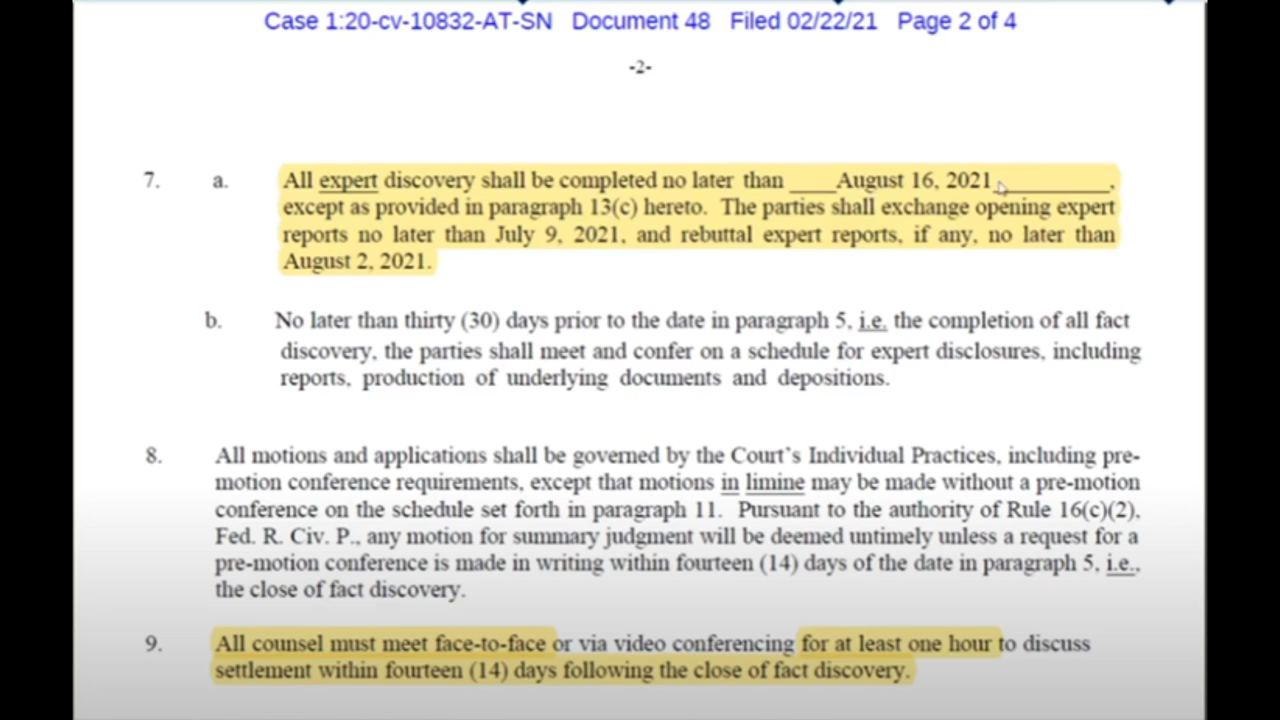 Case 1:20-cv-10832-AT-SN Document 48 Filed 02/22/21 Page 2 of 4
-2-
7. a. All expert discovery shall be completed no later than ____August 16, 2021__________,
except as provided in paragraph 13(c) hereto. The parties shall exchange opening expert
reports no later than July 9, 2021, and rebuttal expert reports, if any, no later than
August 2, 2021.
b. No later than thirty (30) days prior to the date in paragraph 5, i.e. the completion of all fact
discovery, the parties shall meet and confer on a schedule for expert disclosures, including
reports, production of underlying documents and depositions.
8. All motions and applications shall be governed by the Court's Individual Practices, including pre-
motion conference requirements, except that motions in limine may be made without a pre-motion
conference on the schedule set forth in paragraph 11. Pursuant to the authority of Rule 16(c)(2),
Fed. R. Civ. P., any motion for summary judgment will be deemed untimely unless a request for a
pre-motion conference is made in writing within fourteen (14) days of the date in paragraph 5, i.e.,
the close of fact discovery.
9. All counsel must meet face-to-face or via video conferencing for at least one hour to discuss
settlement within fourteen (14) days following the close of fact discovery.